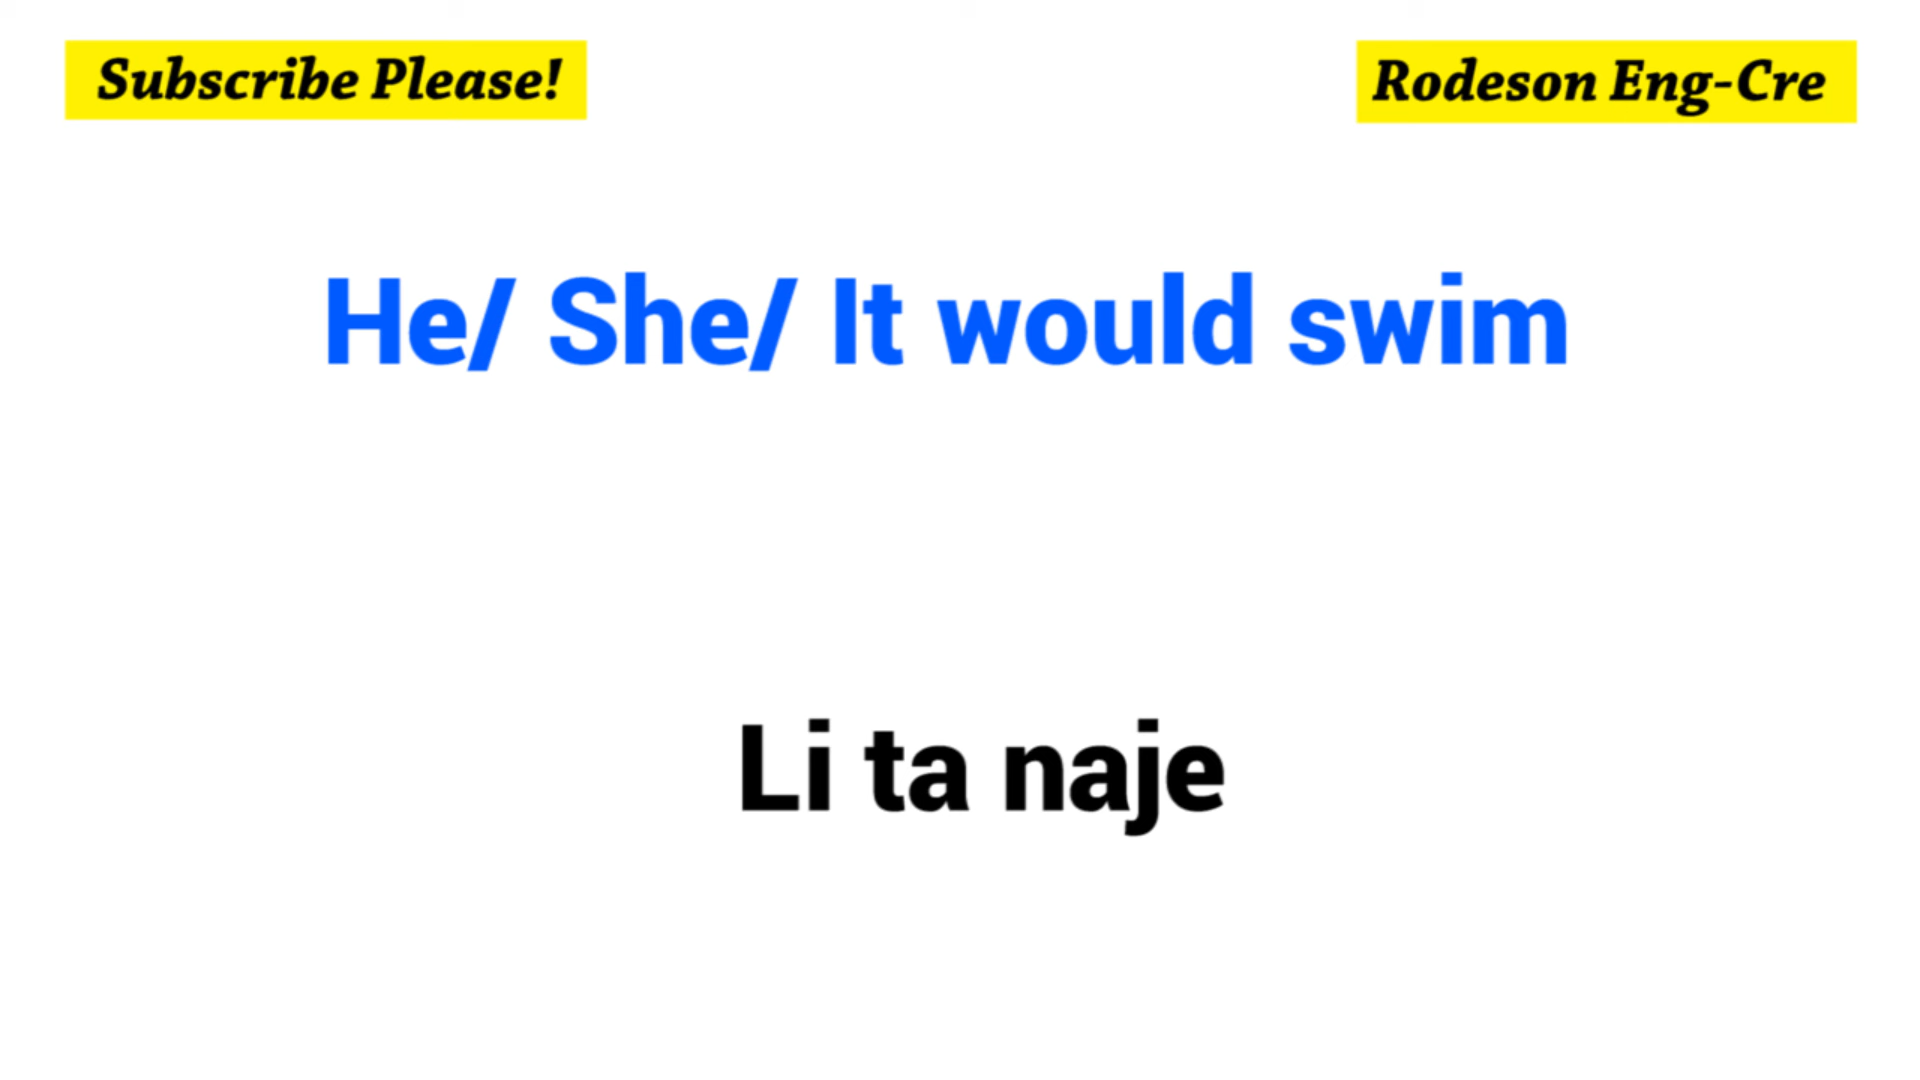 Subscribe Please!
Rodeson Eng-Cre
He/ She/ It would swim
Li ta naje